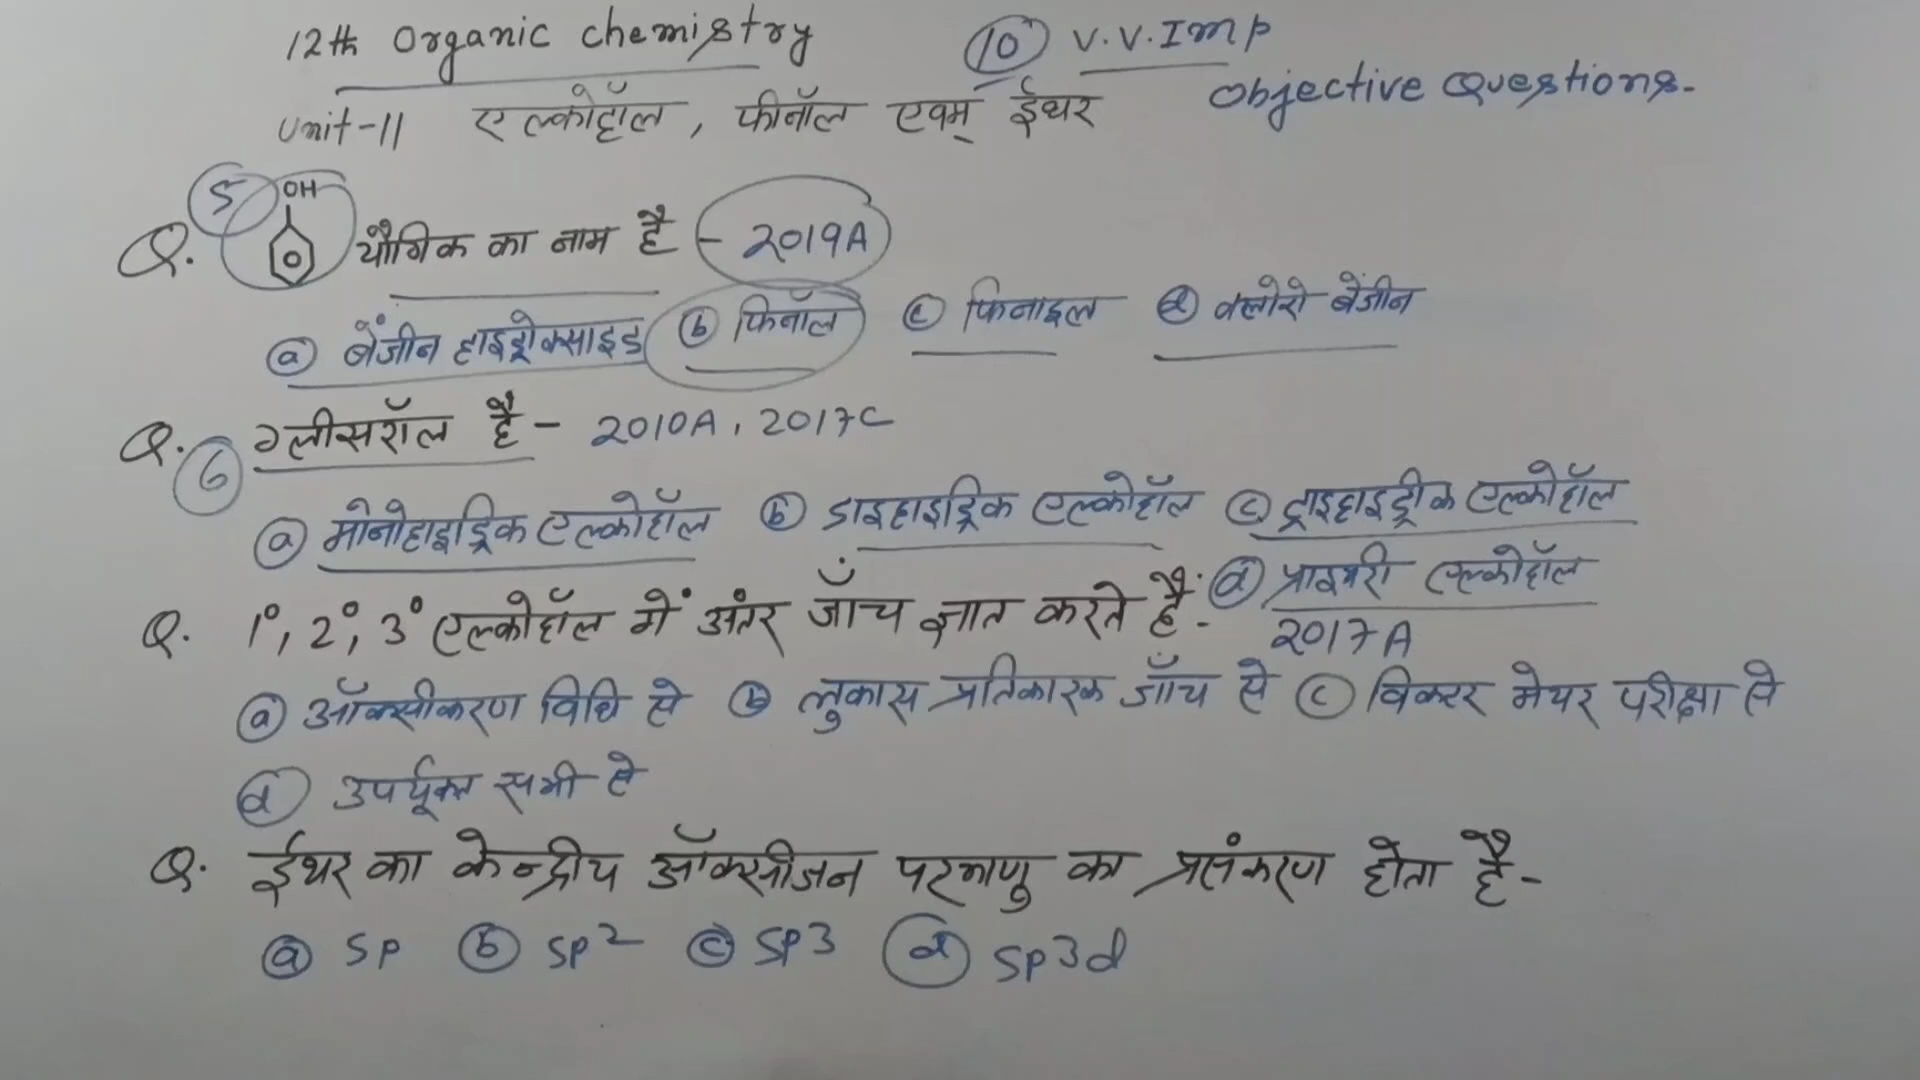 12th Organic chemistry 10 V.V.Imp
Objective Questions.
Unit-11 एल्कोहॉल, फीनॉल एवम् ईथर
5 OH
Q. यौगिक का नाम है - 2019A
a बेंजीन हाइड्रोक्साइड b फिनॉल c फिनाइल d क्लोरो बेंजीन
Q. 6 ग्लीसरॉल है - 2010A, 2017C
a मोनोहाइड्रिक एल्कोहॉल b डाइहाइड्रिक एल्कोहॉल c ट्राइहाइड्रीक एल्कोहॉल
d प्राइमरी एल्कोहॉल
Q. 1°, 2°, 3° एल्कोहॉल में अंतर जाँच ज्ञात करते हैं:-
2017A
a ऑक्सीकरण विधि से b लुकास प्रतिकारक जाँच से c विक्टर मेयर परीक्षा से
d उपर्यूक्त सभी से
Q. ईथर का केन्द्रीय ऑक्सीजन परमाणु का प्रसंकरण होता है-
a sp b sp2 c sp3 d sp3d